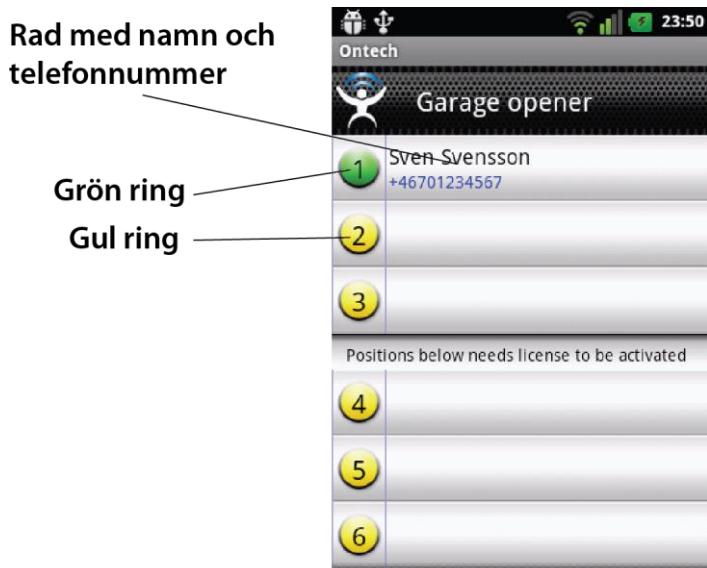 Rad med namn och
telefonnummer
Grön ring
Gul ring
23:50
Ontech
Garage opener
1
Sven Svensson
+46701234567
2
3
Positions below needs license to be activated
4
5
6